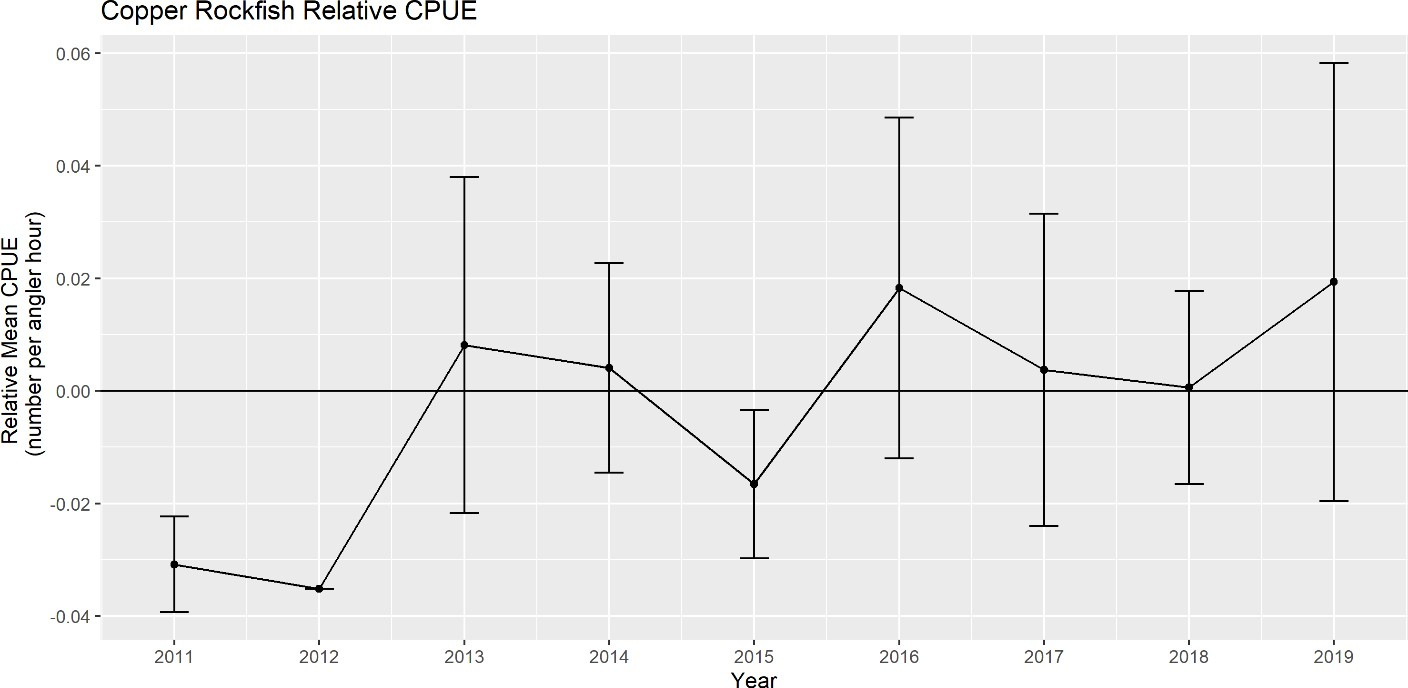 Copper Rockfish Relative CPUE
Relative Mean CPUE
(number per angler hour)
0.06
0.04
0.02
0.00
-0.02
-0.04
2011 2012 2013 2014 2015 2016 2017 2018 2019
Year